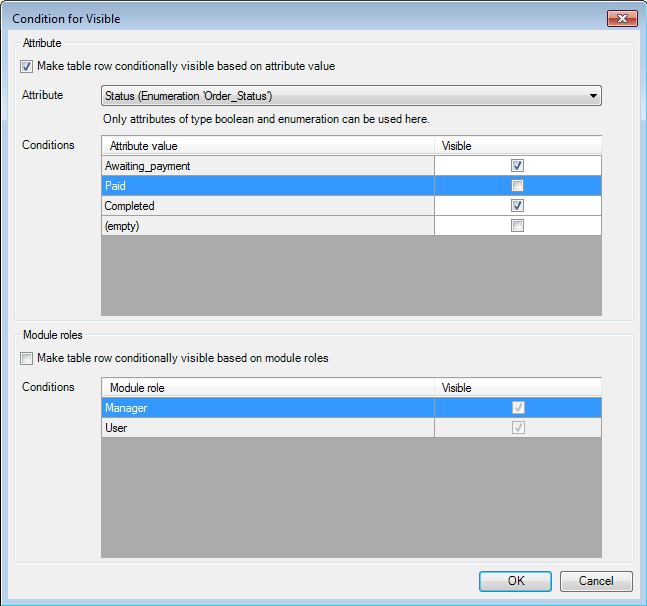 Condition for Visible
Attribute
Make table row conditionally visible based on attribute value
Attribute Status (Enumeration 'Order_Status')
Only attributes of type boolean and enumeration can be used here.
Conditions Attribute value Visible
Awaiting_payment
Paid
Completed
(empty)
Module roles
Make table row conditionally visible based on module roles
Conditions Module role Visible
Manager
User
OK Cancel